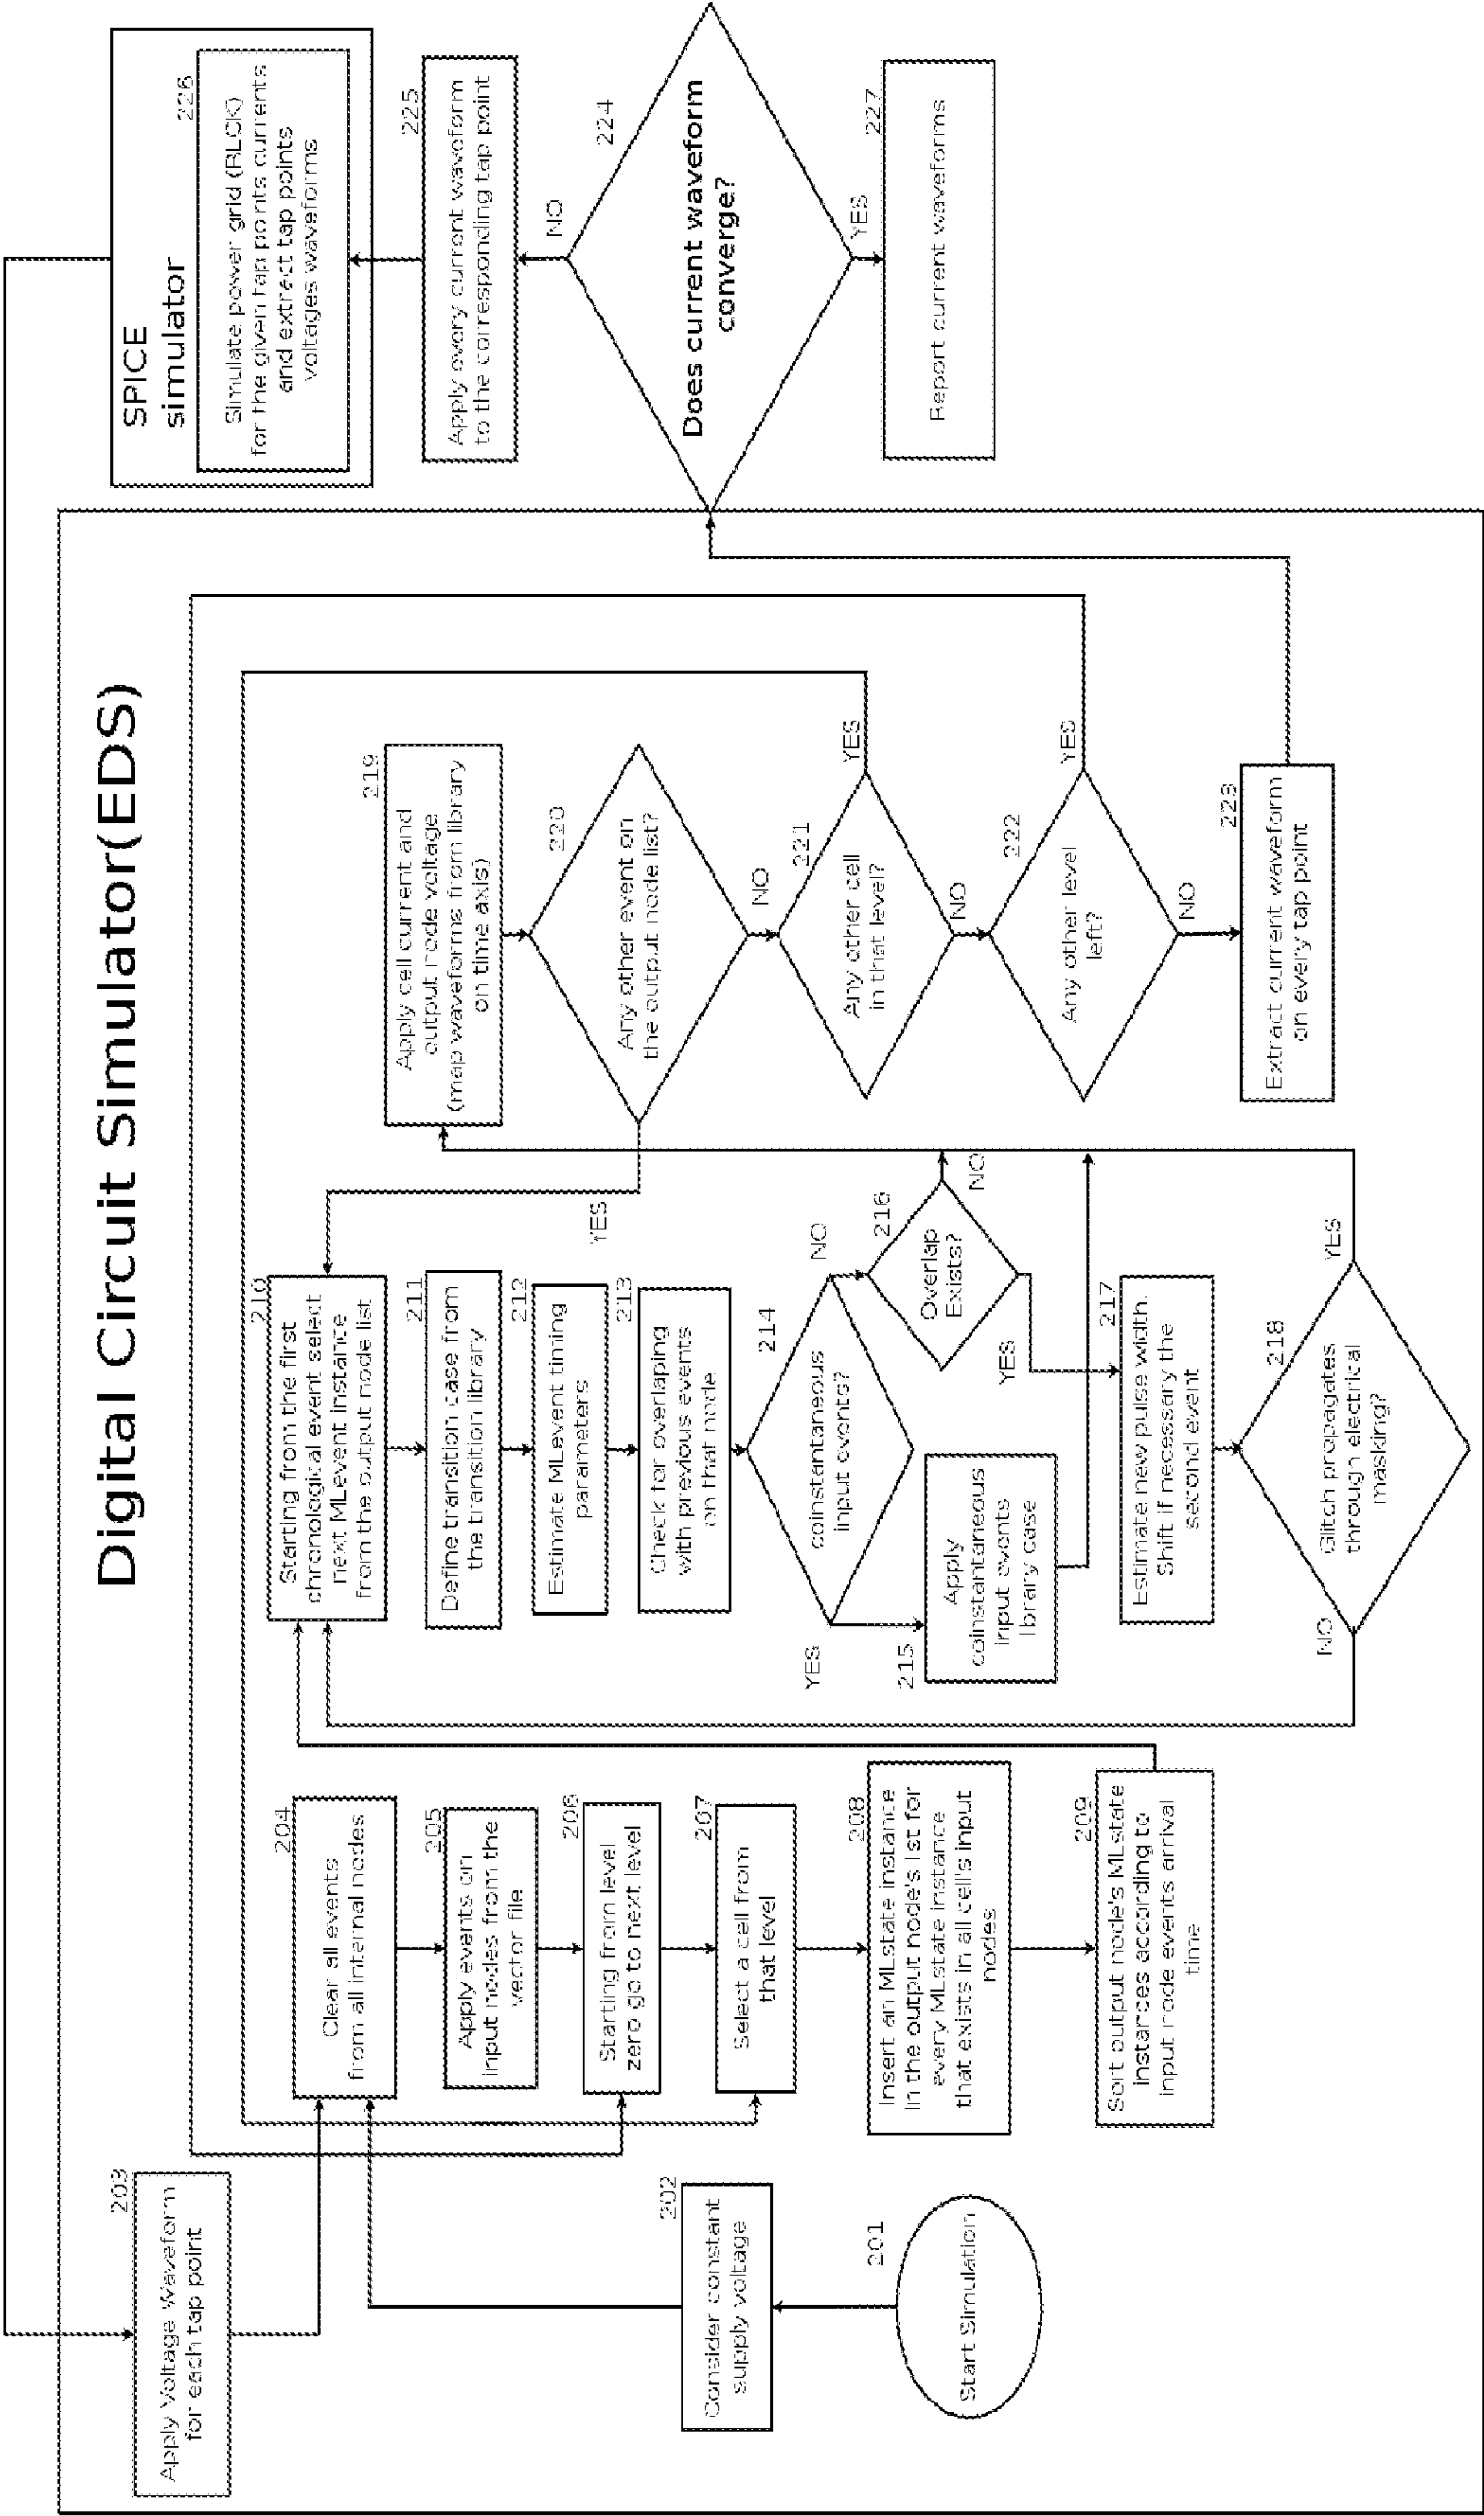 Digital Circuit Simulator(EDS)
203
Apply Voltage Waveform
for each tap point
202
Consider constant
supply voltage
201
Start Simulation
204
Clear all events
from all internal nodes
205
Apply events on
input nodes from the
vector file
206
Starting from level
zero go to next level
207
Select a cell from
that level
208
Insert an MLstate instance
in the output node's list for
every MLstate instance
that exists in all cell's input
nodes
209
Sort output node's MLstate
instances according to
input node events arrival
time
210
Starting from the first
chronological event select
next MLevent instance
from the output node list
211
Define transition case from
the transition library
212
Estimate MLevent timing
parameters
213
Check for overlaping
with previous events
on that node
214
coinstantaneous
input events?
YES
NO
215
Apply
coinstantaneous
input events
library case
216
Overlap
Exists?
NO
YES
217
Estimate new pulse width.
Shift if necessary the
second event
218
Glitch propagates
through electrical
masking?
NO
YES
219
Apply cell current and
output node voltage
(map waveforms from library
on time axis)
220
Any other event on
the output node list?
YES
NO
221
Any other cell
in that level?
YES
NO
222
Any other level
left?
YES
NO
223
Extract current waveform
on every tap point
SPICE
simulator
226
Simulate power grid (RLCK)
for the given tap points currents
and extract tap points
voltages waveforms
225
Apply every current waveform
to the corresponding tap point
NO
224
Does current waveform
converge?
YES
227
Report current waveforms